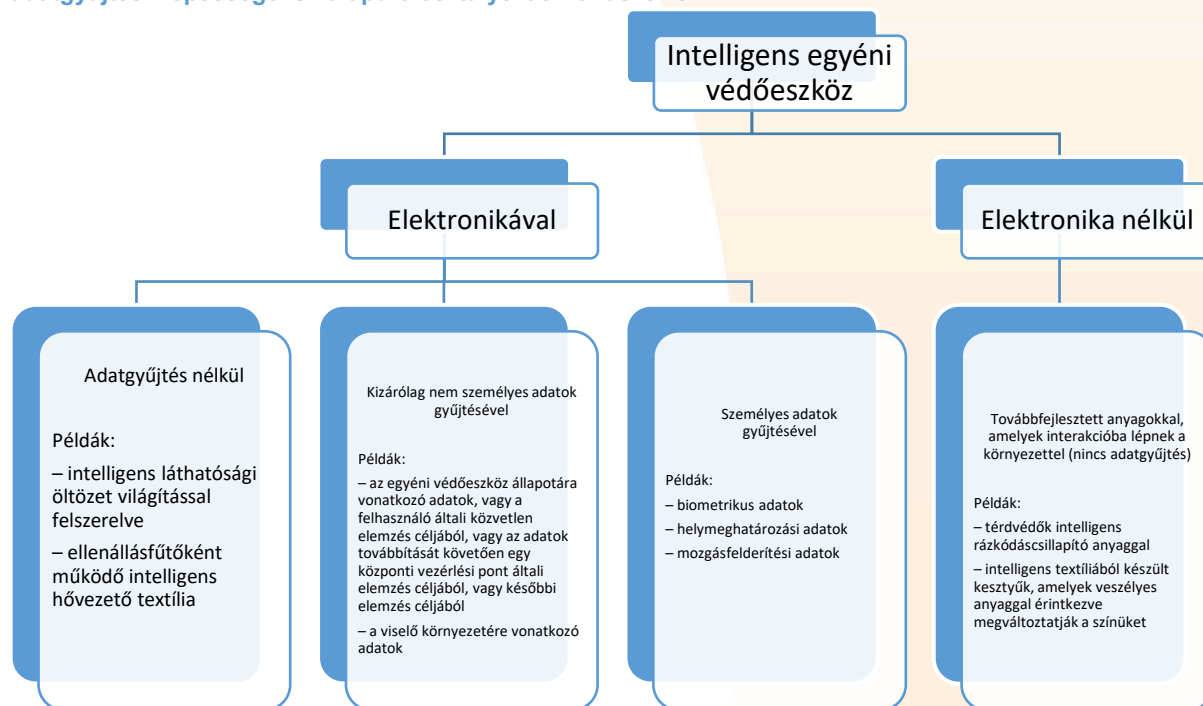 Intelligens egyéni
védőeszköz
Elektronikával
Elektronika nélkül
Adatgyűjtés nélkül
Példák:
– intelligens láthatósági
öltözet világítással
felszerelve
– ellenállásfűtőként
működő intelligens
hővezető textília
Kizárólag nem személyes adatok
gyűjtésével
Példák:
– az egyéni védőeszköz állapotára
vonatkozó adatok, vagy a
felhasználó általi közvetlen
elemzés céljából, vagy az adatok
továbbítását követően egy
központi vezérlési pont általi
elemzés céljából, vagy későbbi
elemzés céljából
– a viselő környezetére vonatkozó
adatok
Személyes adatok
gyűjtésével
Példák:
– biometrikus adatok
– helymeghatározási adatok
– mozgásfelderítési adatok
Továbbfejlesztett anyagokkal,
amelyek interakcióba lépnek a
környezettel (nincs adatgyűjtés)
Példák:
– térdvédők intelligens
rázkódáscsillapító anyaggal
– intelligens textíliából készült
kesztyűk, amelyek veszélyes
anyaggal érintkezve
megváltoztatják a színüket